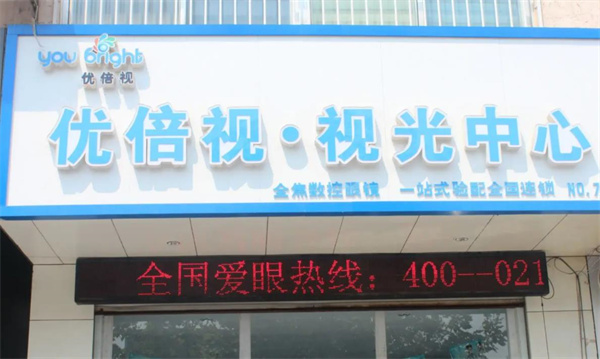 you bright
优倍视
优倍视·视光中心
全焦数控眼镜 一站式验配全国连锁 NO.7
全国爱眼热线：400--021